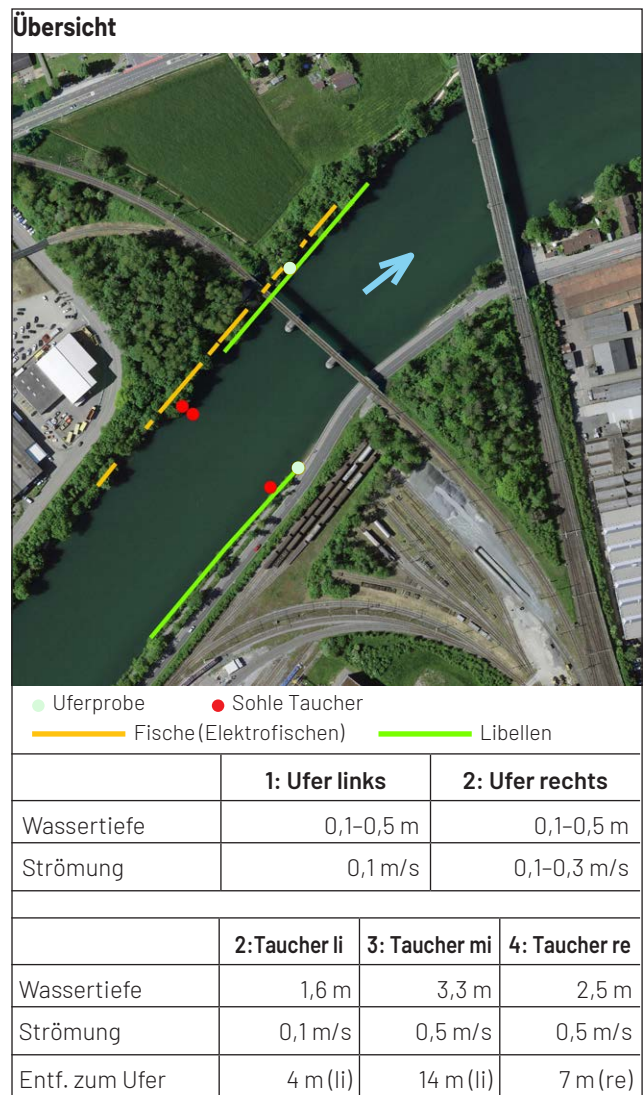 Übersicht
Uferprobe Sohle Taucher
Fische (Elektrofischen) Libellen
1: Ufer links 2: Ufer rechts
Wassertiefe 0,1–0,5 m 0,1–0,5 m
Strömung 0,1 m/s 0,1–0,3 m/s
2:Taucher li 3: Taucher mi 4: Taucher re
Wassertiefe 1,6 m 3,3 m 2,5 m
Strömung 0,1 m/s 0,5 m/s 0,5 m/s
Entf. zum Ufer 4 m (li) 14 m (li) 7 m (re)